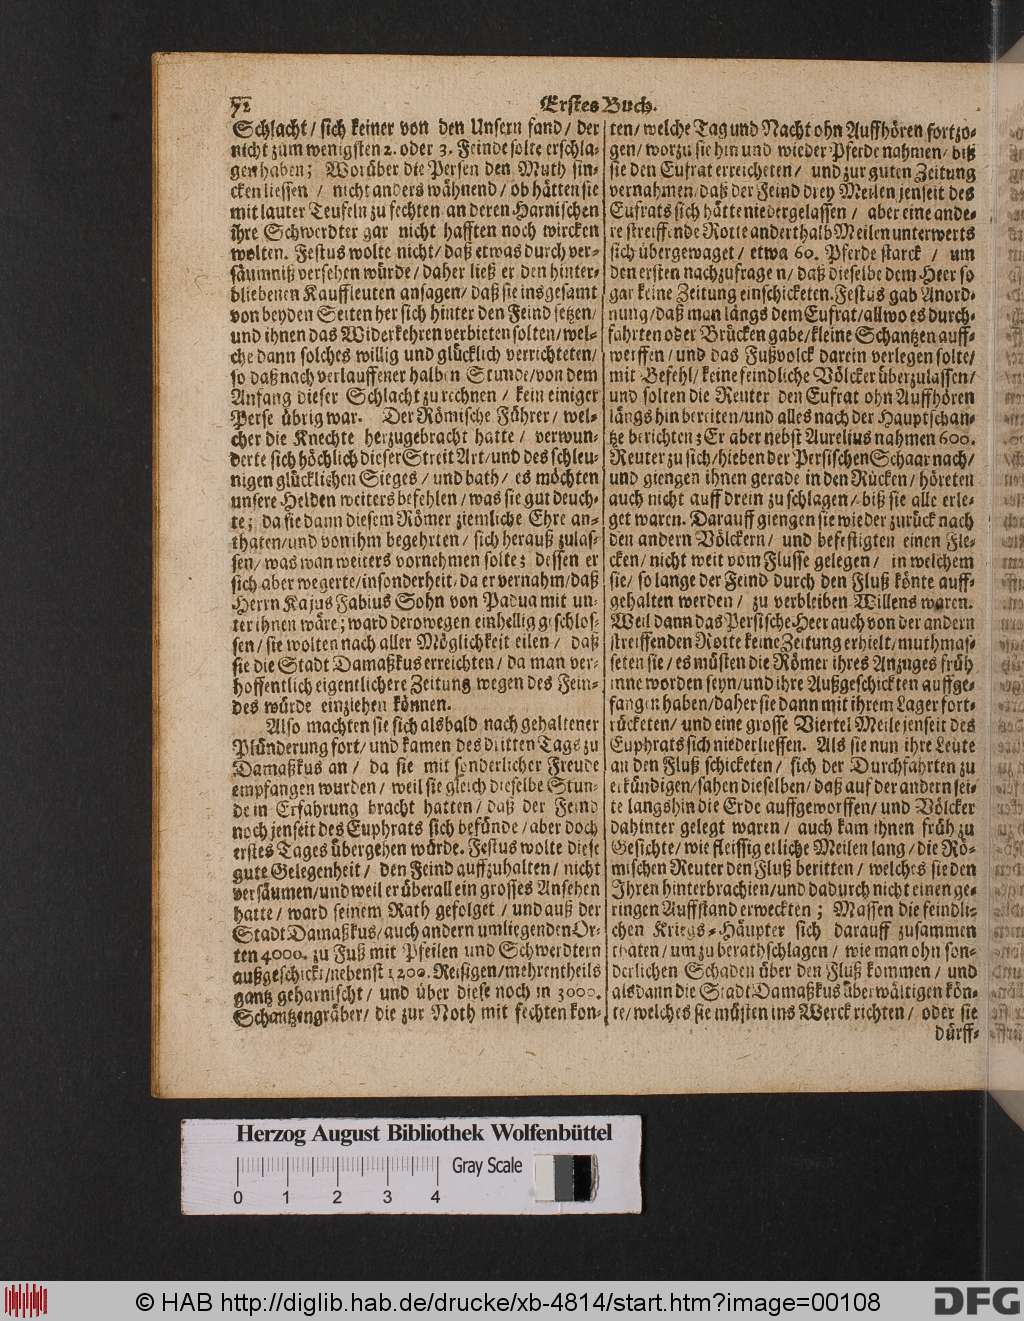 72
Erstes Buch.
Schlacht / sich keiner von den Unsern fand / der
nicht zum wenigsten 2. oder 3. Feinde solte erschla-
gen haben; Worüber die Persen den Muth sin-
cken liessen / nicht anders wähnend / ob hätten sie
mit lauter Teufeln zu fechten an deren Harnischen
ihre Schwerdter gar nicht hafften noch wircken
wolten. Festus wolte nicht / daß etwas durch ver-
säumniß versehen würde / daher ließ er den hinter-
bliebenen Kauffleuten ansagen / daß sie insgesamt
von beyden Seiten her sich hinter den Feind setzen /
und ihnen das Widerkehren verbieten solten / wel-
che dann solches willig und glücklich verrichteten /
so daß nach verlauffener halben Stunde / von dem
Anfang dieser Schlacht zu rechnen / kein einiger
Perse übrig war. Der Römische Führer / wel-
cher die Knechte herzugebracht hatte / verwun-
derte sich höchlich dieser Streit Art / und des schleu-
nigen glücklichen Sieges / und bath / es möchten
unsere Helden weiters befehlen / was sie gut deuch-
te; da sie dann diesem Römer ziemliche Ehre an-
thaten / und von ihm begehrten / sich herauß zulas-
sen / was man weiters vornehmen solte; dessen er
sich aber wegerte / insonderheit / da er vernahm / daß
Herrn Kajus Fabius Sohn von Padua mit un-
ter ihnen wäre; ward derowegen einhellig geschlos-
sen / sie wolten nach aller Möglichkeit eilen / daß
sie die Stadt Damaßkus erreichten / da man ver-
hoffentlich eigentlichere Zeitung wegen des Fein-
des würde einziehen können.
Also machten sie sich alsbald nach gehaltener
Plünderung fort / und kamen des dritten Tags zu
Damaßkus an / da sie mit sonderlicher Freude
empfangen wurden / weil sie gleich dieselbe Stun-
de in Erfahrung bracht hatten / daß der Feind
noch jenseit des Euphrats sich befünde / aber doch
erstes Tages übergehen würde. Festus wolte diese
gute Gelegenheit / den Feind auffzuhalten / nicht
versäumen / und weil er überall ein grosses Ansehen
hatte / ward seinem Rath gefolget / und auß der
Stadt Damaßkus / auch andern umliegenden Or-
ten 4000. zu Fuß mit Pfeilen und Schwerdtern
außgeschickt / nebenst 1200. Reisigen / mehrentheils
gantz geharnischt / und über diese noch in 3000.
Schantzengräber / die zur Noth mit fechten kon-
ten / welche Tag und Nacht ohn Auffhören fortzo-
gen / worzu sie hin und wieder Pferde nahmen / biß
sie den Eufrat erreicheten / und zur guten Zeitung
vernahmen / daß der Feind drey Meilen jenseit des
Eufrats sich hätte niedergelassen / aber eine ande-
re streiffende Rotte anderthalb Meilen unterwerts
sich übergewaget / etwa 60. Pferde starck / um
den ersten nachzufragen / daß dieselbe dem Heer so
gar keine Zeitung einschicketen. Festus gab Anord-
nung / daß man längs dem Eufrat / allwo es durch-
fahrten oder Brücken gabe / kleine Schantzen auff-
werffen / und das Fußvolck darein verlegen solte /
mit Befehl / keine feindliche Völcker überzulassen /
und solten die Reuter den Eufrat ohn Auffhören
längs hin bereiten / und alles nach der Hauptschan-
tze berichten; Er aber nebst Aurelius nahmen 600.
Reuter zu sich / hieben der Persischen Schaar nach /
und giengen ihnen gerade in den Rücken / höreten
auch nicht auff drein zu schlagen / biß sie alle erle-
get waren. Darauff giengen sie wieder zurück nach
den andern Völckern / und befestigten einen Fle-
cken / nicht weit vom Flusse gelegen / in welchem
sie / so lange der Feind durch den Fluß könte auff-
gehalten werden / zu verbleiben Willens waren.
Weil dann das Persische Heer auch von der andern
streiffenden Rotte keine Zeitung erhielt / muthmas-
seten sie / es müsten die Römer ihres Anzuges früh
inne worden seyn / und ihre Außgeschickten auffge-
fangen haben / daher sie dann mit ihrem Lager fort-
rücketen / und eine grosse Viertel Meile jenseit des
Euphrats sich niederliessen. Als sie nun ihre Leute
an den Fluß schicketen / sich der Durchfahrten zu
erkündigen / sahen dieselben / daß auf der andern sei-
te langshin die Erde auffgeworffen / und Völcker
dahinter gelegt waren / auch kam ihnen früh zu
Gesichte / wie fleissig etliche Meilen lang / die Rö-
mischen Reuter den Fluß beritten / welches sie den
Ihren hinterbrachten / und dadurch nicht einen ge-
ringen Auffstand erweckten; Massen die feindli-
chen Kriegs-Häupter sich darauff zusammen
thaten / um zu berathschlagen / wie man ohn son-
derlichen Schaden über den Fluß kommen / und
alsdann die Stadt Damaßkus überwältigen kön-
te / welches sie müsten ins Werck richten / oder sie
dürff-
Herzog August Bibliothek Wolfenbüttel
Gray Scale
0 1 2 3 4
© HAB http://diglib.hab.de/drucke/xb-4814/start.htm?image=00108
DFG